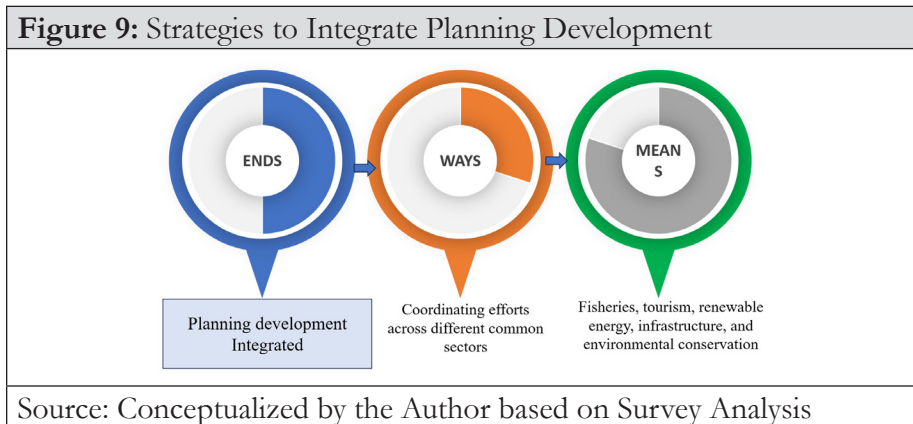 Figure 9: Strategies to Integrate Planning Development
ENDS
WAYS
MEAN
S
Planning development
Integrated
Coordinating efforts
across different common
sectors
Fisheries, tourism, renewable
energy, infrastructure, and
environmental conservation
Source: Conceptualized by the Author based on Survey Analysis